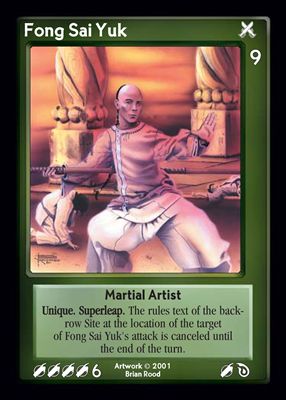 Fong Sai Yuk
9
Martial Artist
Unique. Superleap. The rules text of the back-
row Site at the location of the target
of Fong Sai Yuk's attack is canceled until
the end of the turn.
6
Artwork © 2001
Brian Rood